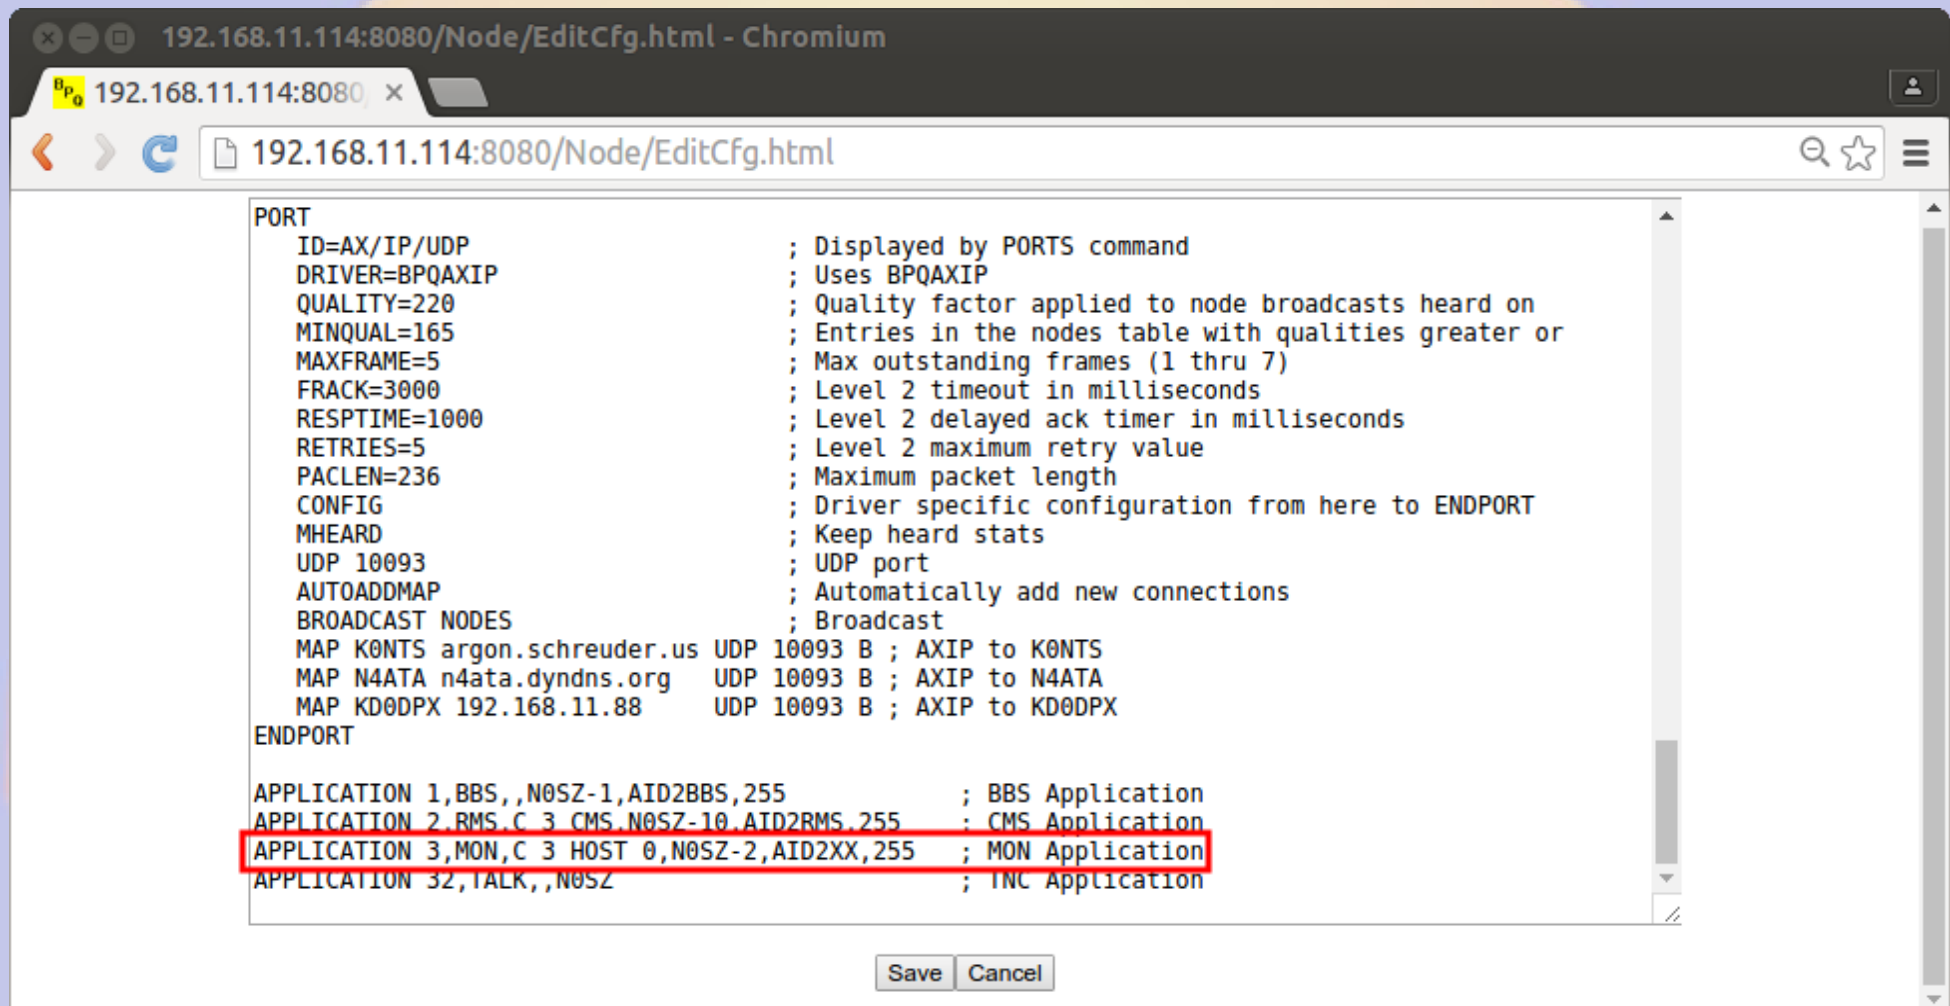 192.168.11.114:8080/Node/EditCfg.html - Chromium
BPQ 192.168.11.114:8080
192.168.11.114:8080/Node/EditCfg.html
PORT
ID=AX/IP/UDP ; Displayed by PORTS command
DRIVER=BPQAXIP ; Uses BPQAXIP
QUALITY=220 ; Quality factor applied to node broadcasts heard on
MINQUAL=165 ; Entries in the nodes table with qualities greater or
MAXFRAME=5 ; Max outstanding frames (1 thru 7)
FRACK=3000 ; Level 2 timeout in milliseconds
RESPTIME=1000 ; Level 2 delayed ack timer in milliseconds
RETRIES=5 ; Level 2 maximum retry value
PACLEN=236 ; Maximum packet length
CONFIG ; Driver specific configuration from here to ENDPORT
MHEARD ; Keep heard stats
UDP 10093 ; UDP port
AUTOADDMAP ; Automatically add new connections
BROADCAST NODES ; Broadcast
MAP K0NTS argon.schreuder.us UDP 10093 B ; AXIP to K0NTS
MAP N4ATA n4ata.dyndns.org UDP 10093 B ; AXIP to N4ATA
MAP KD0DPX 192.168.11.88 UDP 10093 B ; AXIP to KD0DPX
ENDPORT
APPLICATION 1,BBS,,N0SZ-1,AID2BBS,255 ; BBS Application
APPLICATION 2,RMS,C 3 CMS,N0SZ-10,AID2RMS,255 ; CMS Application
APPLICATION 3,MON,C 3 HOST 0,N0SZ-2,AID2XX,255 ; MON Application
APPLICATION 32,TALK,,N0SZ ; TNC Application
Save Cancel